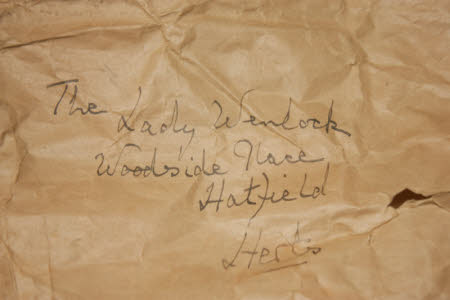 The
Lady Wenlock
Woodside Place
Hatfield
Herts